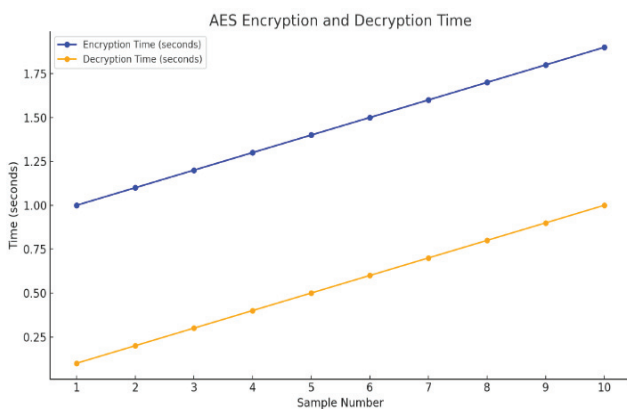 AES Encryption and Decryption Time
Encryption Time (seconds)
Decryption Time (seconds)
1.75
1.50
1.25
1.00
0.75
0.50
0.25
Time (seconds)
1 2 3 4 5 6 7 8 9 10
Sample Number